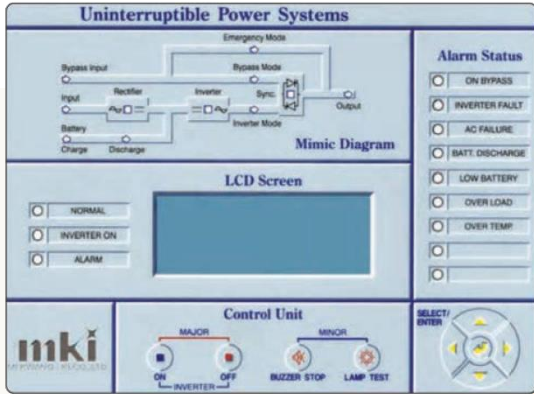 Uninterruptible Power Systems
Emergency Mode
Bypass Input
Bypass Mode
Input
Rectifier
Inverter
Sync.
Output
Battery
Inverter Mode
Charge
Discharge
Mimic Diagram
Alarm Status
ON BYPASS
INVERTER FAULT
AC FAILURE
BATT. DISCHARGE
LOW BATTERY
OVER LOAD
OVER TEMP.
LCD Screen
NORMAL
INVERTER ON
ALARM
mki
Control Unit
MAJOR
MINOR
ON
OFF
INVERTER
BUZZER STOP
LAMP TEST
SELECT/
ENTER